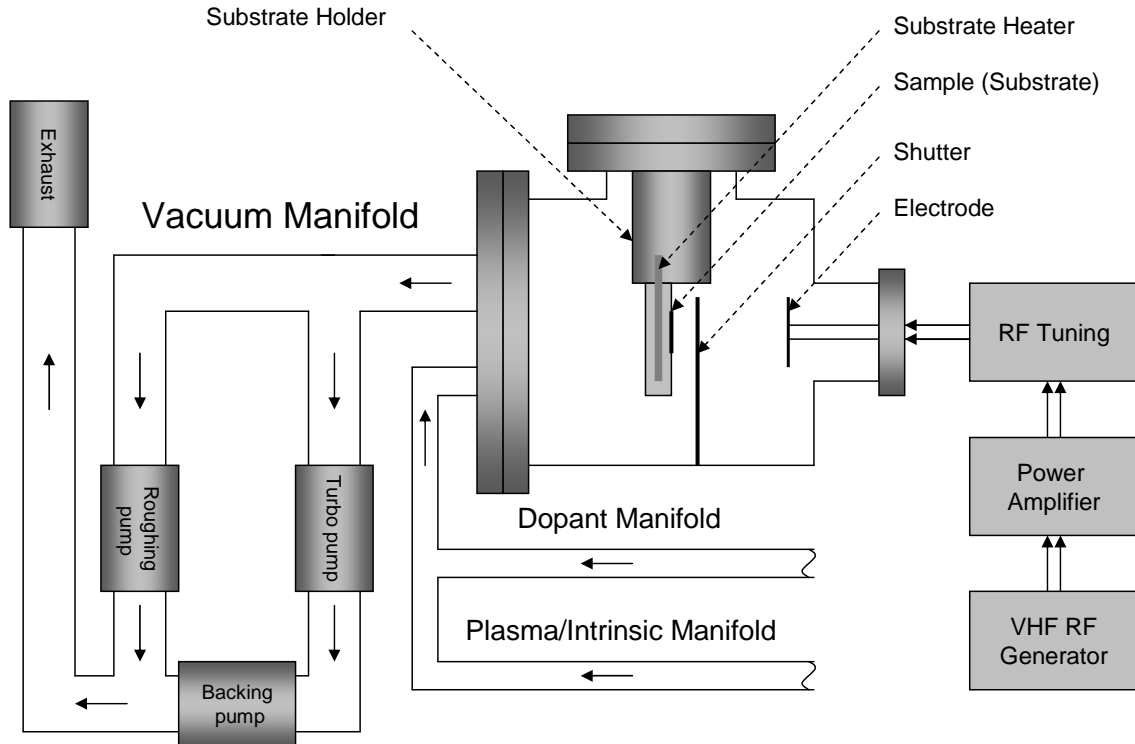 Substrate Holder
Substrate Heater
Sample (Substrate)
Shutter
Electrode
Exhaust
Vacuum Manifold
RF Tuning
Roughing
pump
Turbo pump
Power
Amplifier
Dopant Manifold
Plasma/Intrinsic Manifold
VHF RF
Generator
Backing
pump